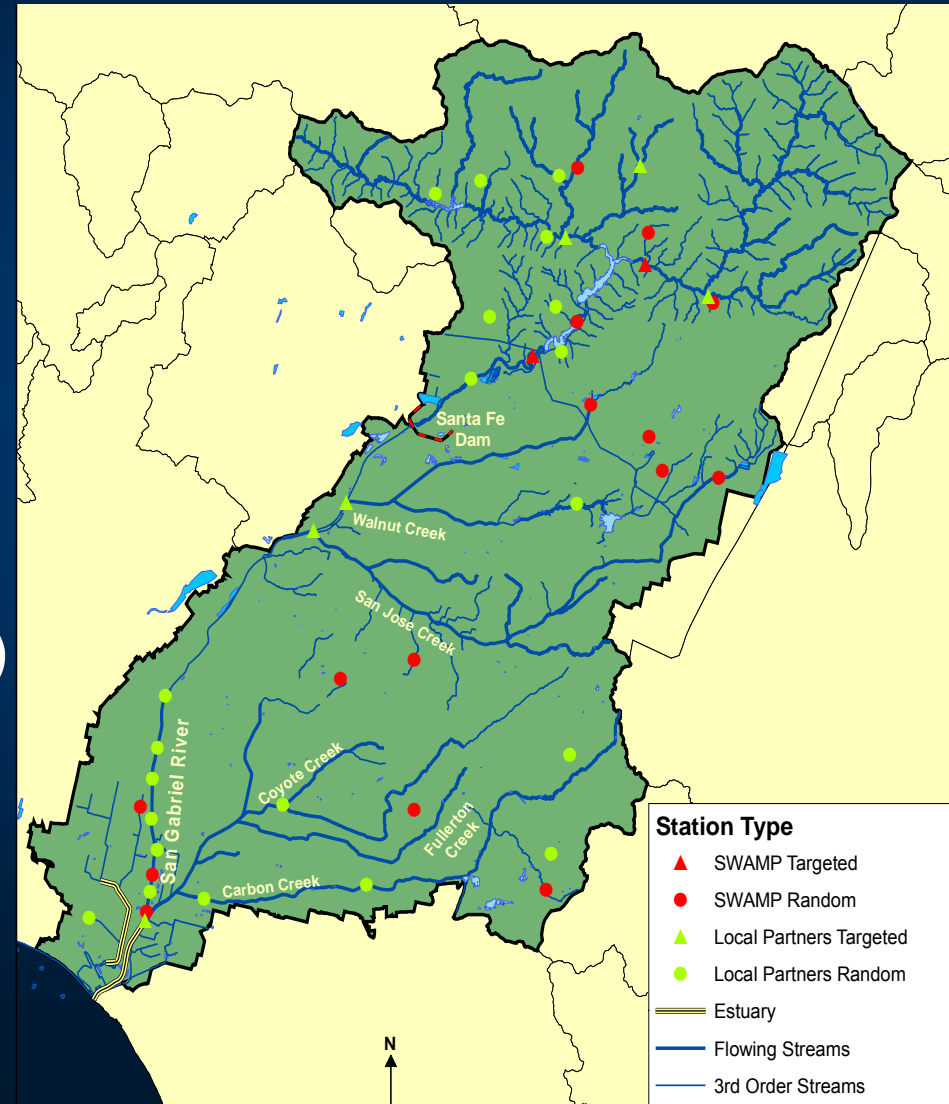 Santa Fe
Dam
Walnut Creek
San Jose Creek
San Gabriel River
Coyote Creek
Fullerton
Creek
Carbon Creek
N
Station Type
SWAMP Targeted
SWAMP Random
Local Partners Targeted
Local Partners Random
Estuary
Flowing Streams
3rd Order Streams